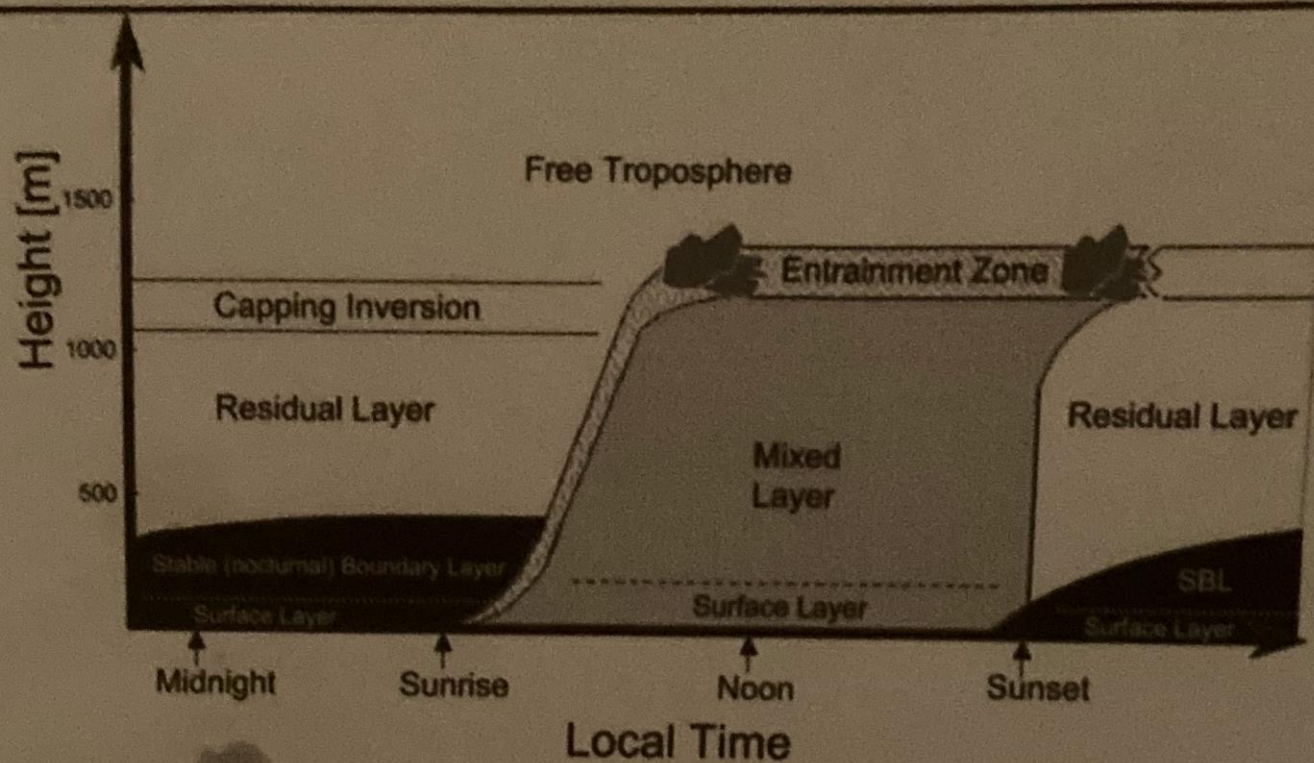 Height [m]
1500
1000
500
Free Troposphere
Capping Inversion
Entrainment Zone
Residual Layer
Residual Layer
Mixed
Layer
Stable (nocturnal) Boundary Layer
SBL
Surface Layer
Surface Layer
Surface Layer
Midnight
Sunrise
Noon
Sunset
Local Time